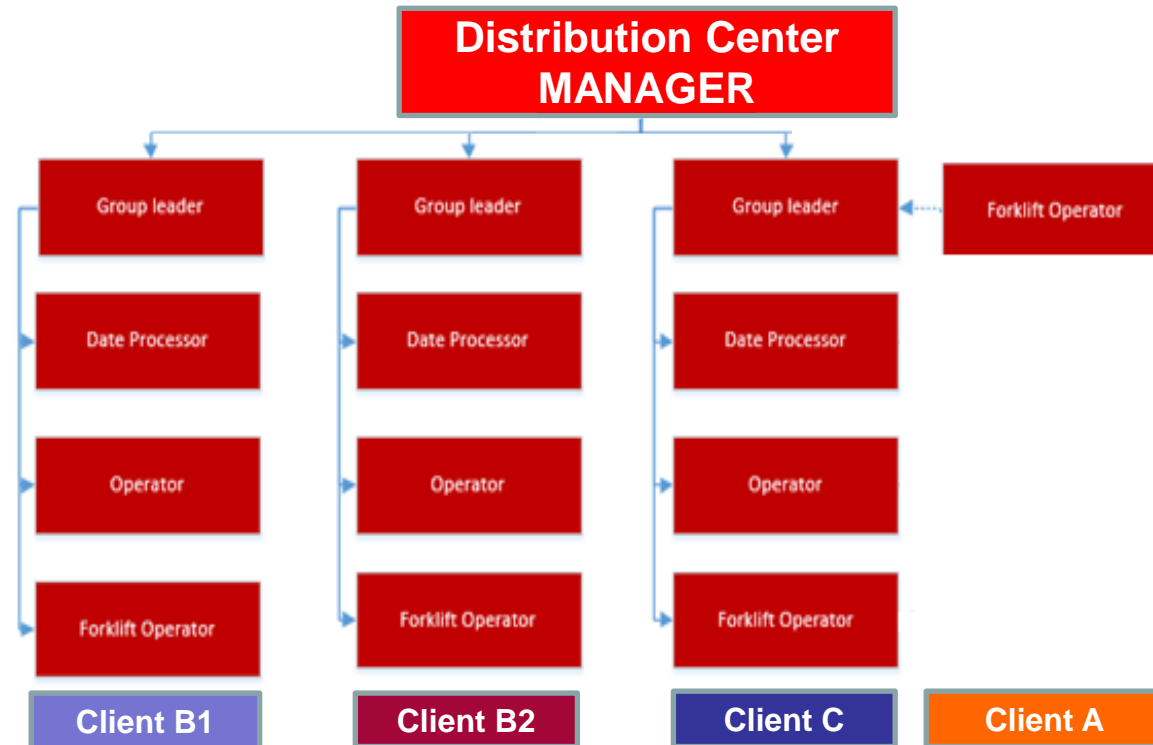 Distribution Center
MANAGER
Group leader
Group leader
Group leader
Forklift Operator
Date Processor
Date Processor
Date Processor
Operator
Operator
Operator
Forklift Operator
Forklift Operator
Forklift Operator
Client B1
Client B2
Client C
Client A